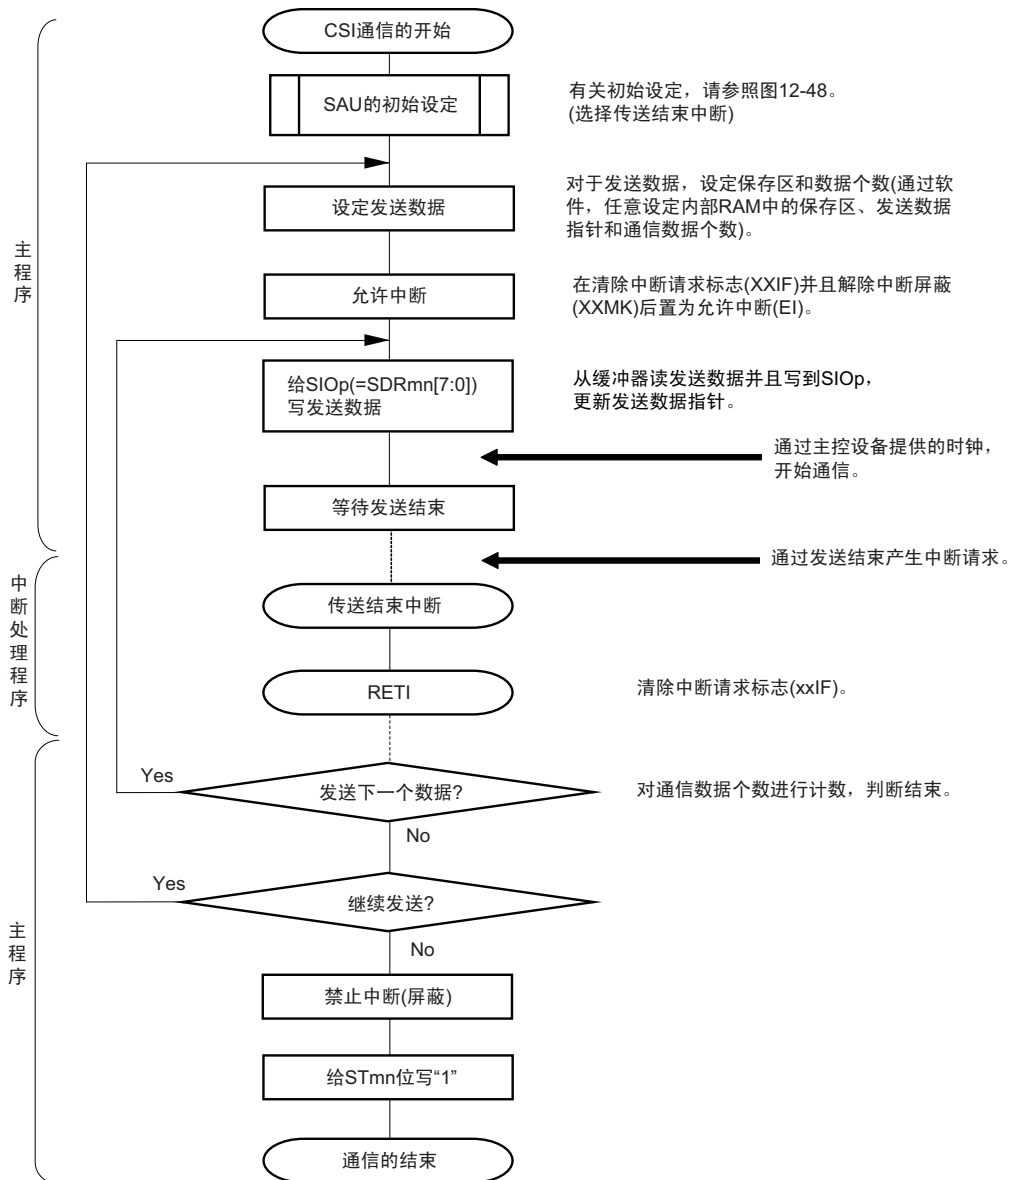 CSI通信的开始
SAU的初始设定
有关初始设定，请参照图12-48。
(选择传送结束中断)
设定发送数据
对于发送数据，设定保存区和数据个数(通过软
件，任意设定内部RAM中的保存区、发送数据
指针和通信数据个数)。
主程序
允许中断
在清除中断请求标志(XXIF)并且解除中断屏蔽
(XXMK)后置为允许中断(EI)。
给SIOp(=SDRmn[7:0])
写发送数据
从缓冲器读发送数据并且写到SIOp，
更新发送数据指针。
通过主控设备提供的时钟，
开始通信。
等待发送结束
通过发送结束产生中断请求。
中断处理程序
传送结束中断
RETI
清除中断请求标志(xxIF)。
Yes
发送下一个数据?
对通信数据个数进行计数，判断结束。
No
Yes
继续发送?
No
主程序
禁止中断(屏蔽)
给STmn位写“1”
通信的结束